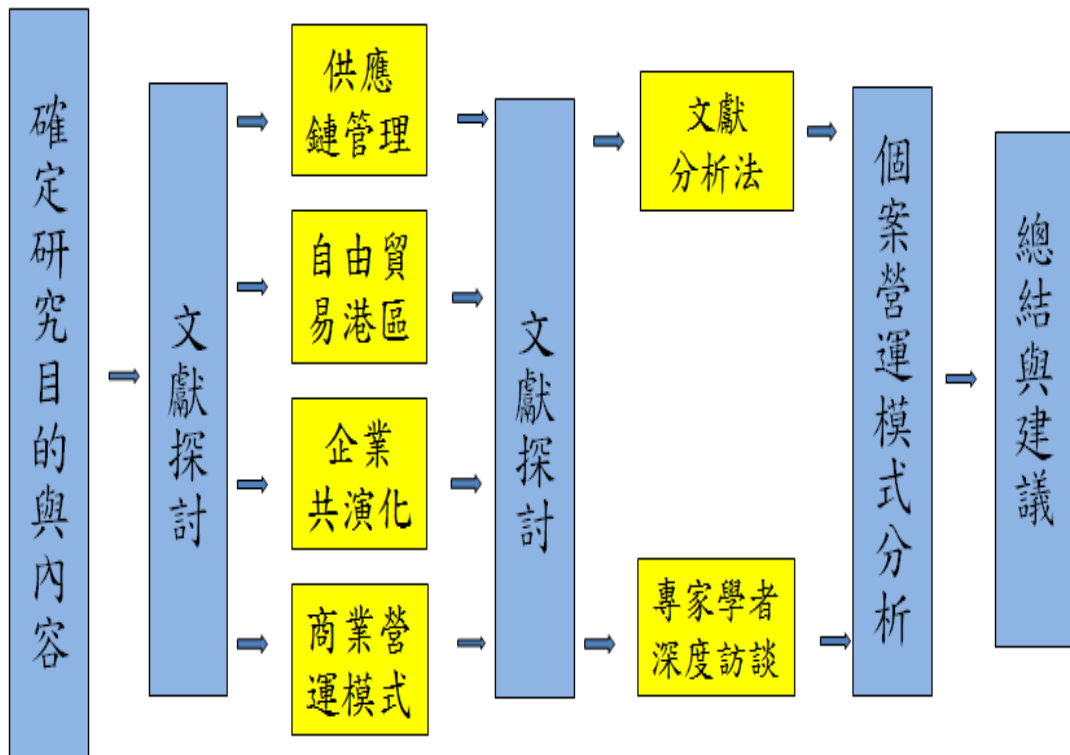 確定研究目的與內容
文獻探討
供應
鏈管理
自由貿
易港區
企業
共演化
商業營
運模式
文獻探討
文獻
分析法
專家學者
深度訪談
個案營運模式分析
總結與建議